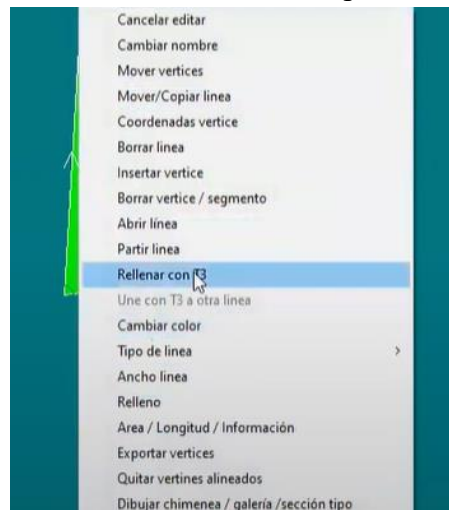 Cancelar editar
Cambiar nombre
Mover vertices
Mover/Copiar linea
Coordenadas vertice
Borrar linea
Insertar vertice
Borrar vertice / segmento
Abrir línea
Partir linea
Rellenar con T3
Une con T3 a otra linea
Cambiar color
Tipo de linea
Ancho linea
Relleno
Area / Longitud / Información
Exportar vertices
Quitar vertines alineados
Dibujar chimenea / galería /sección tipo